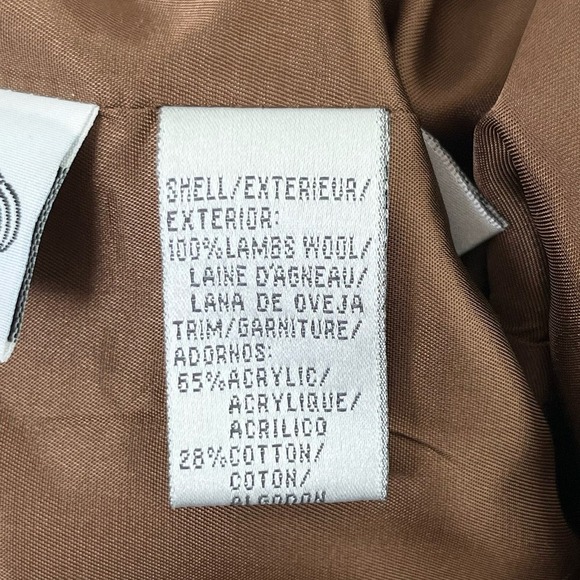 SHELL/EXTERIEUR/
EXTERIOR:
100%LAMBS WOOL/
LAINE D'AGNEAU/
LANA DE OVEJA
TRIM/GARNITURE/
ADORNOS:
65%ACRYLIC/
ACRYLIQUE/
ACRILICO
28%COTTON/
COTON/
ALGODON